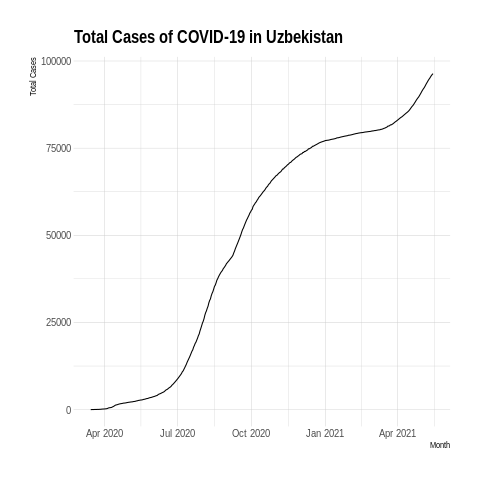 Total Cases of COVID-19 in Uzbekistan
Total Cases
100000
75000
50000
25000
0
Apr 2020 Jul 2020 Oct 2020 Jan 2021 Apr 2021
Month